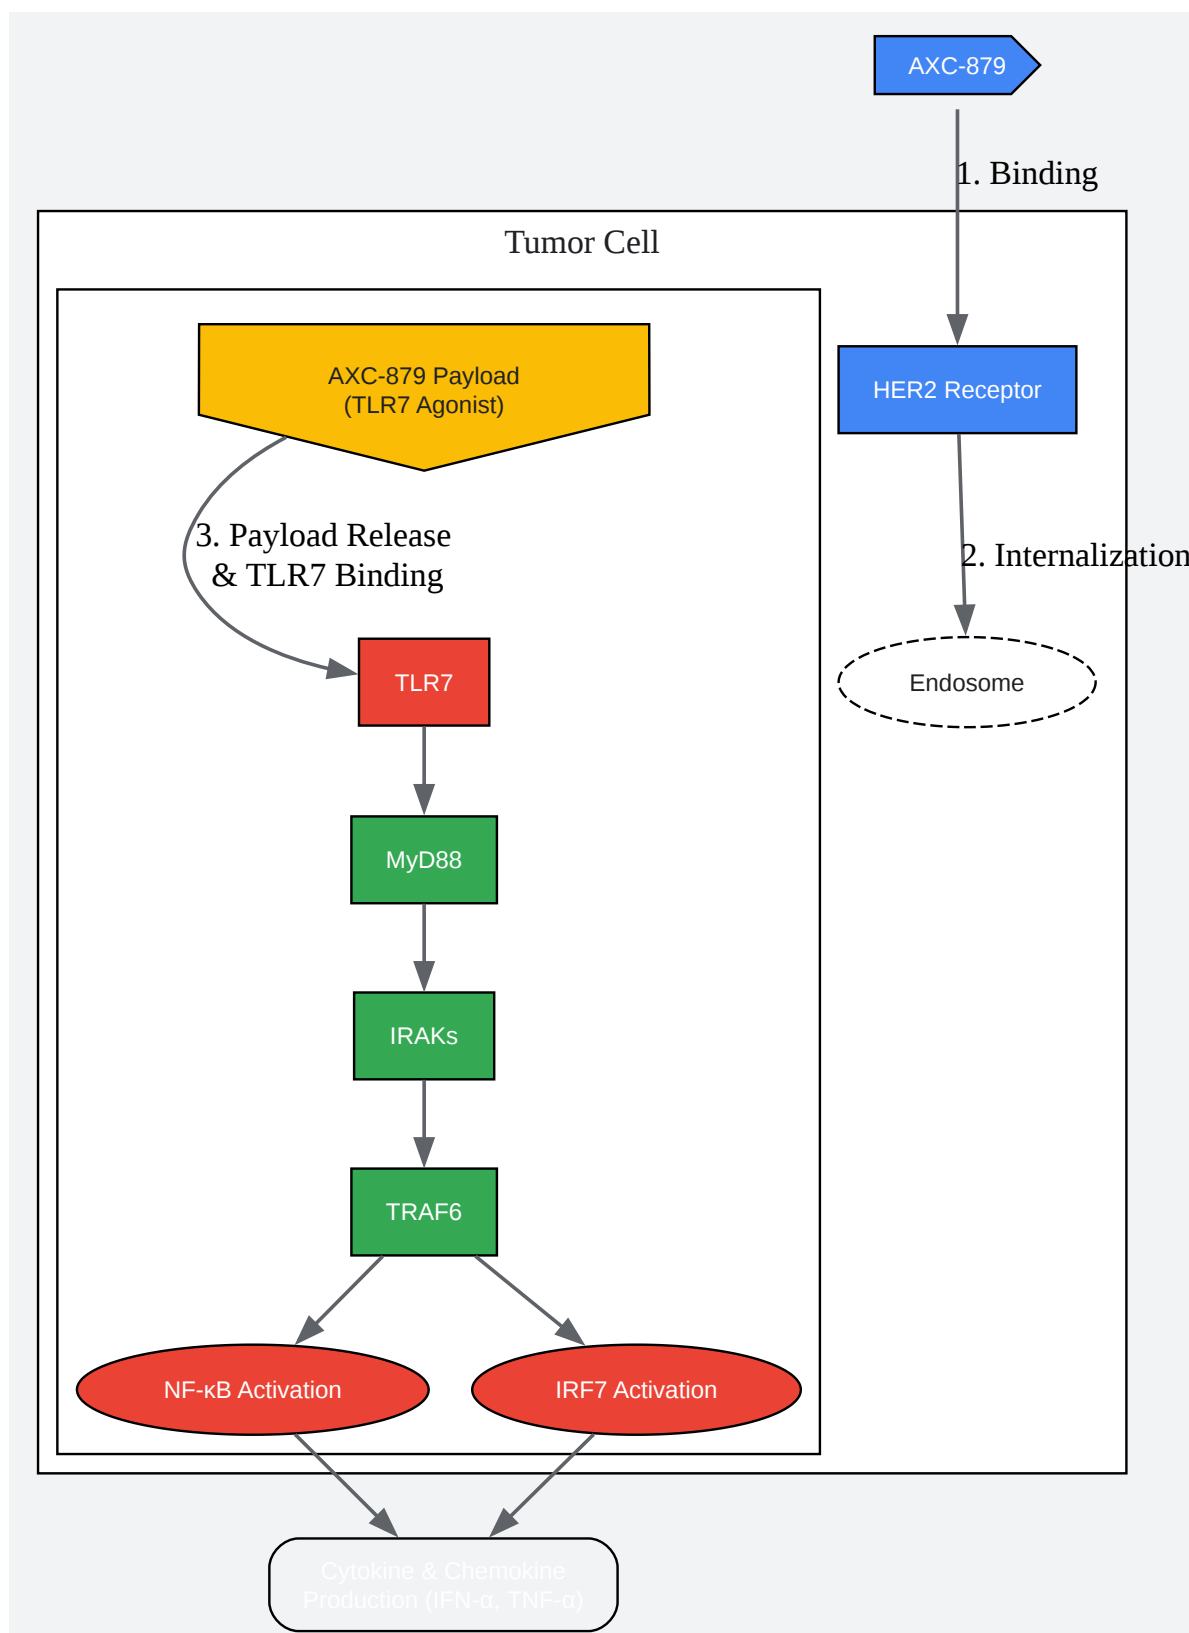 AXC-879
1. Binding
Tumor Cell
AXC-879 Payload
(TLR7 Agonist)
HER2 Receptor
3. Payload Release
& TLR7 Binding
2. Internalization
TLR7
Endosome
MyD88
IRAKs
TRAF6
NF-κB Activation
IRF7 Activation
Cytokine & Chemokine
Production (IFN-α, TNF-α)